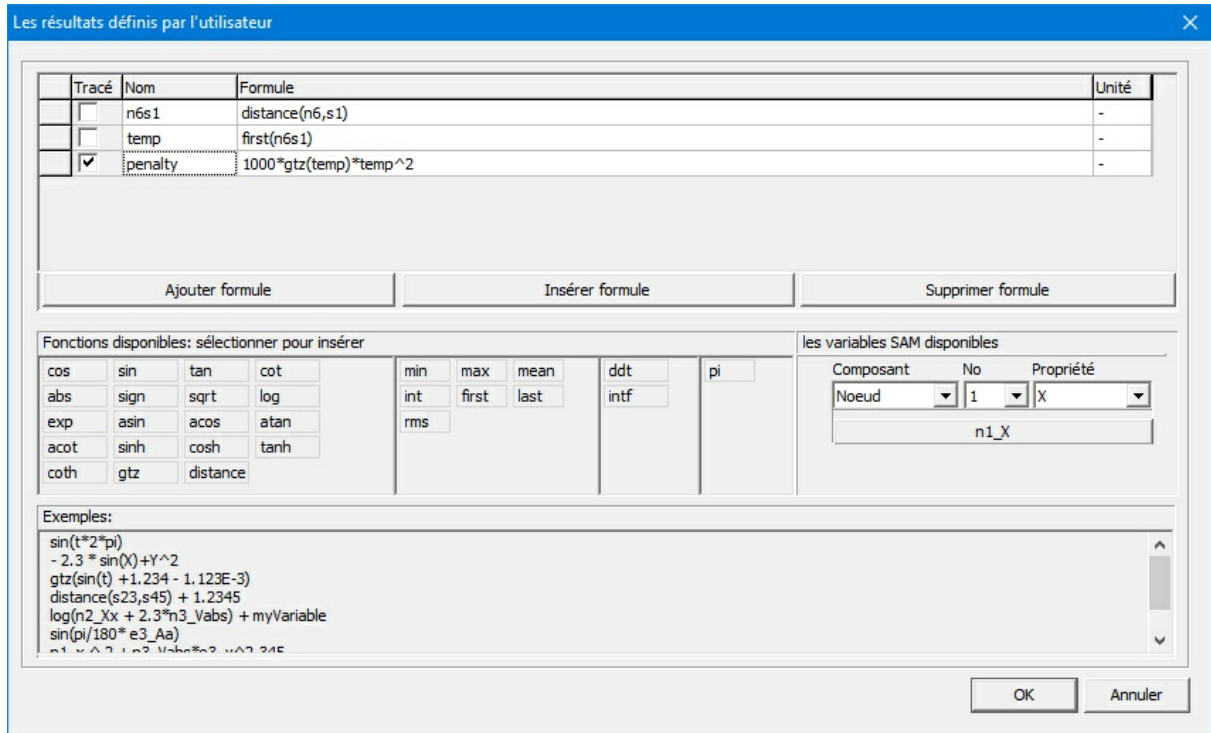 Les résultats définis par l'utilisateur
Tracé Nom Formule Unité
n6s1 distance(n6,s1) -
temp first(n6s1) -
penalty 1000*gtz(temp)*temp^2 -
Ajouter formule Insérer formule Supprimer formule
Fonctions disponibles: sélectionner pour insérer les variables SAM disponibles
cos sin tan cot min max mean ddt pi Composant No Propriété
abs sign sqrt log int first last intf Noeud 1 X
exp asin acos atan rms n1_X
acot sinh cosh tanh
coth gtz distance
Exemples:
sin(t*2*pi)
- 2.3 * sin(X)+Y^2
gtz(sin(t) +1.234 - 1.123E-3)
distance(s23,s45) + 1.2345
log(n2_Xx + 2.3*n3_Vabs) + myVariable
sin(pi/180* e3_Aa)
OK Annuler